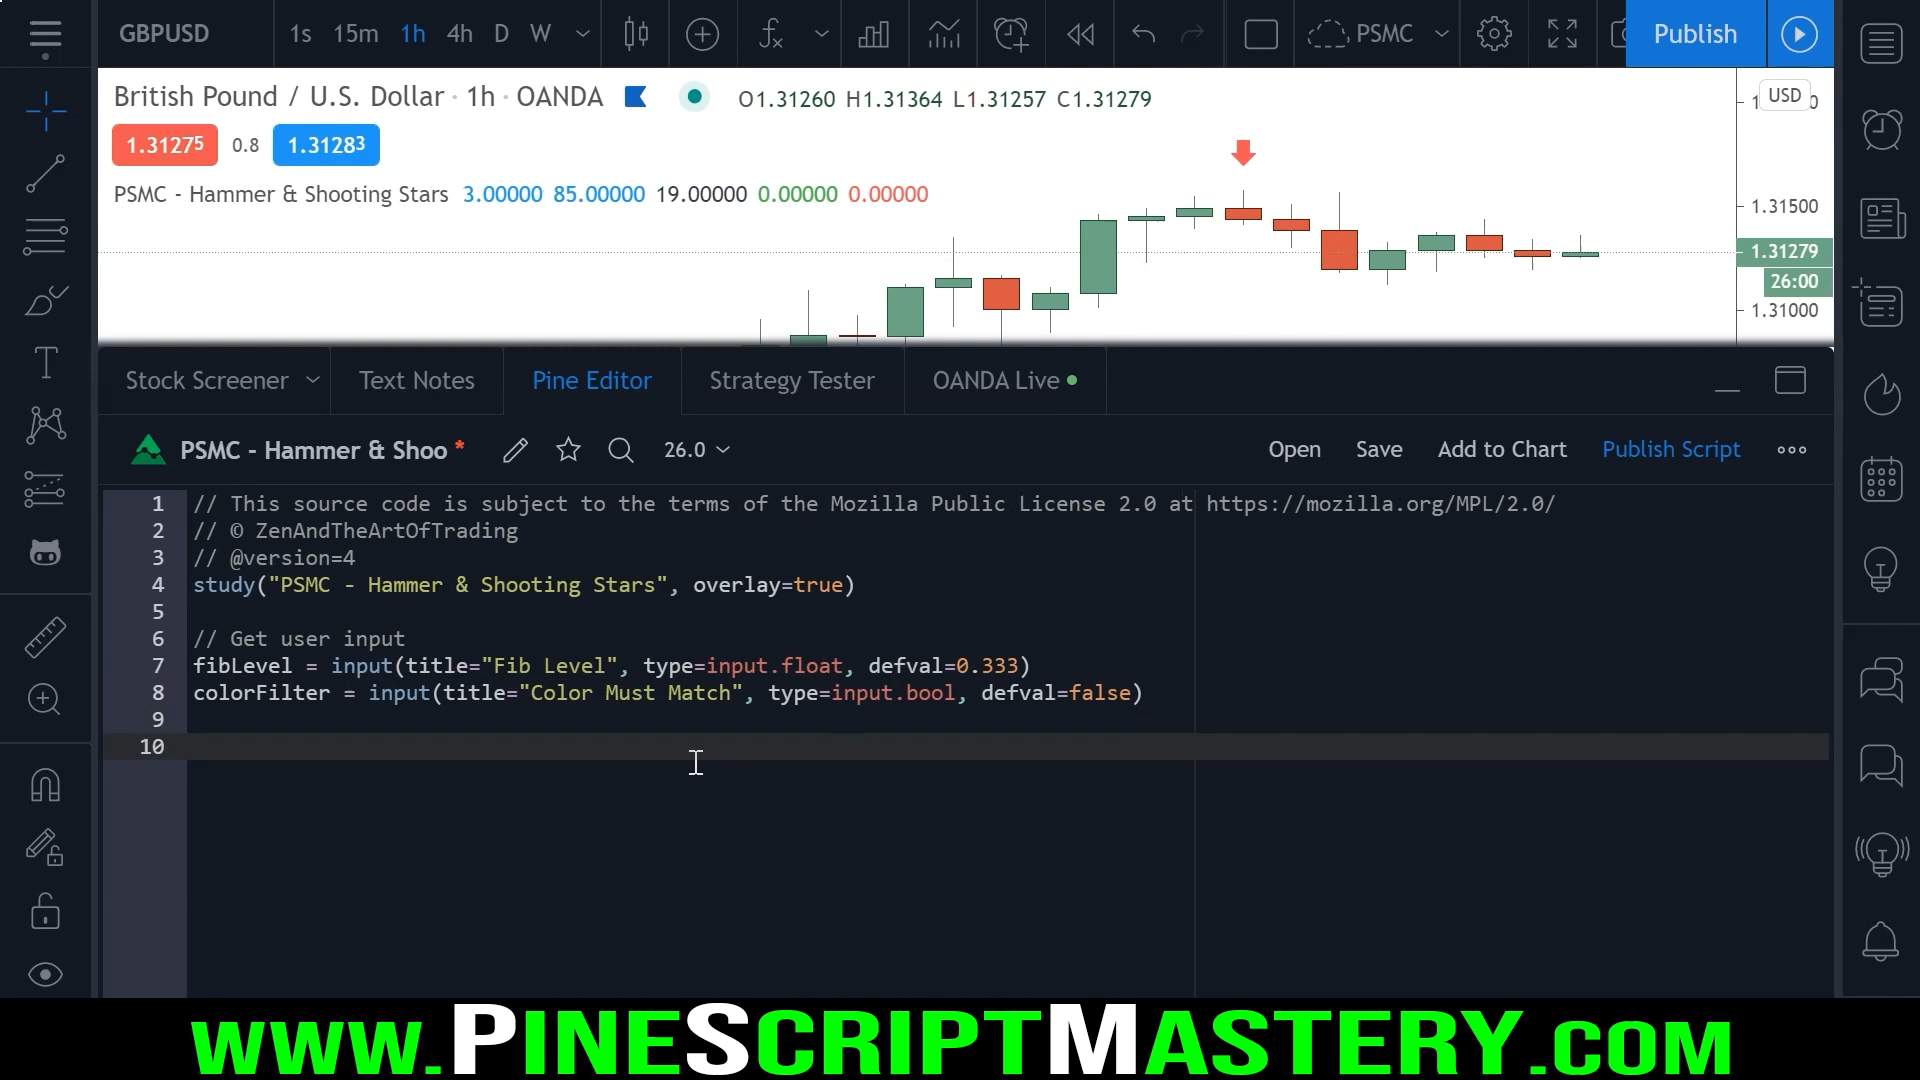 GBPUSD 1s 15m 1h 4h D W PSMC Publish
British Pound / U.S. Dollar · 1h · OANDA O1.31260 H1.31364 L1.31257 C1.31279 USD
1.31275 0.8 1.31283
PSMC - Hammer & Shooting Stars 3.00000 85.00000 19.00000 0.00000 0.00000
1.31500
1.31279
26:00
1.31000
Stock Screener Text Notes Pine Editor Strategy Tester OANDA Live
PSMC - Hammer & Shoo * 26.0 Open Save Add to Chart Publish Script
1 // This source code is subject to the terms of the Mozilla Public License 2.0 at https://mozilla.org/MPL/2.0/
2 // © ZenAndTheArtOfTrading
3 // @version=4
4 study("PSMC - Hammer & Shooting Stars", overlay=true)
5
6 // Get user input
7 fibLevel = input(title="Fib Level", type=input.float, defval=0.333)
8 colorFilter = input(title="Color Must Match", type=input.bool, defval=false)
9
10
www.PineScriptMastery.com